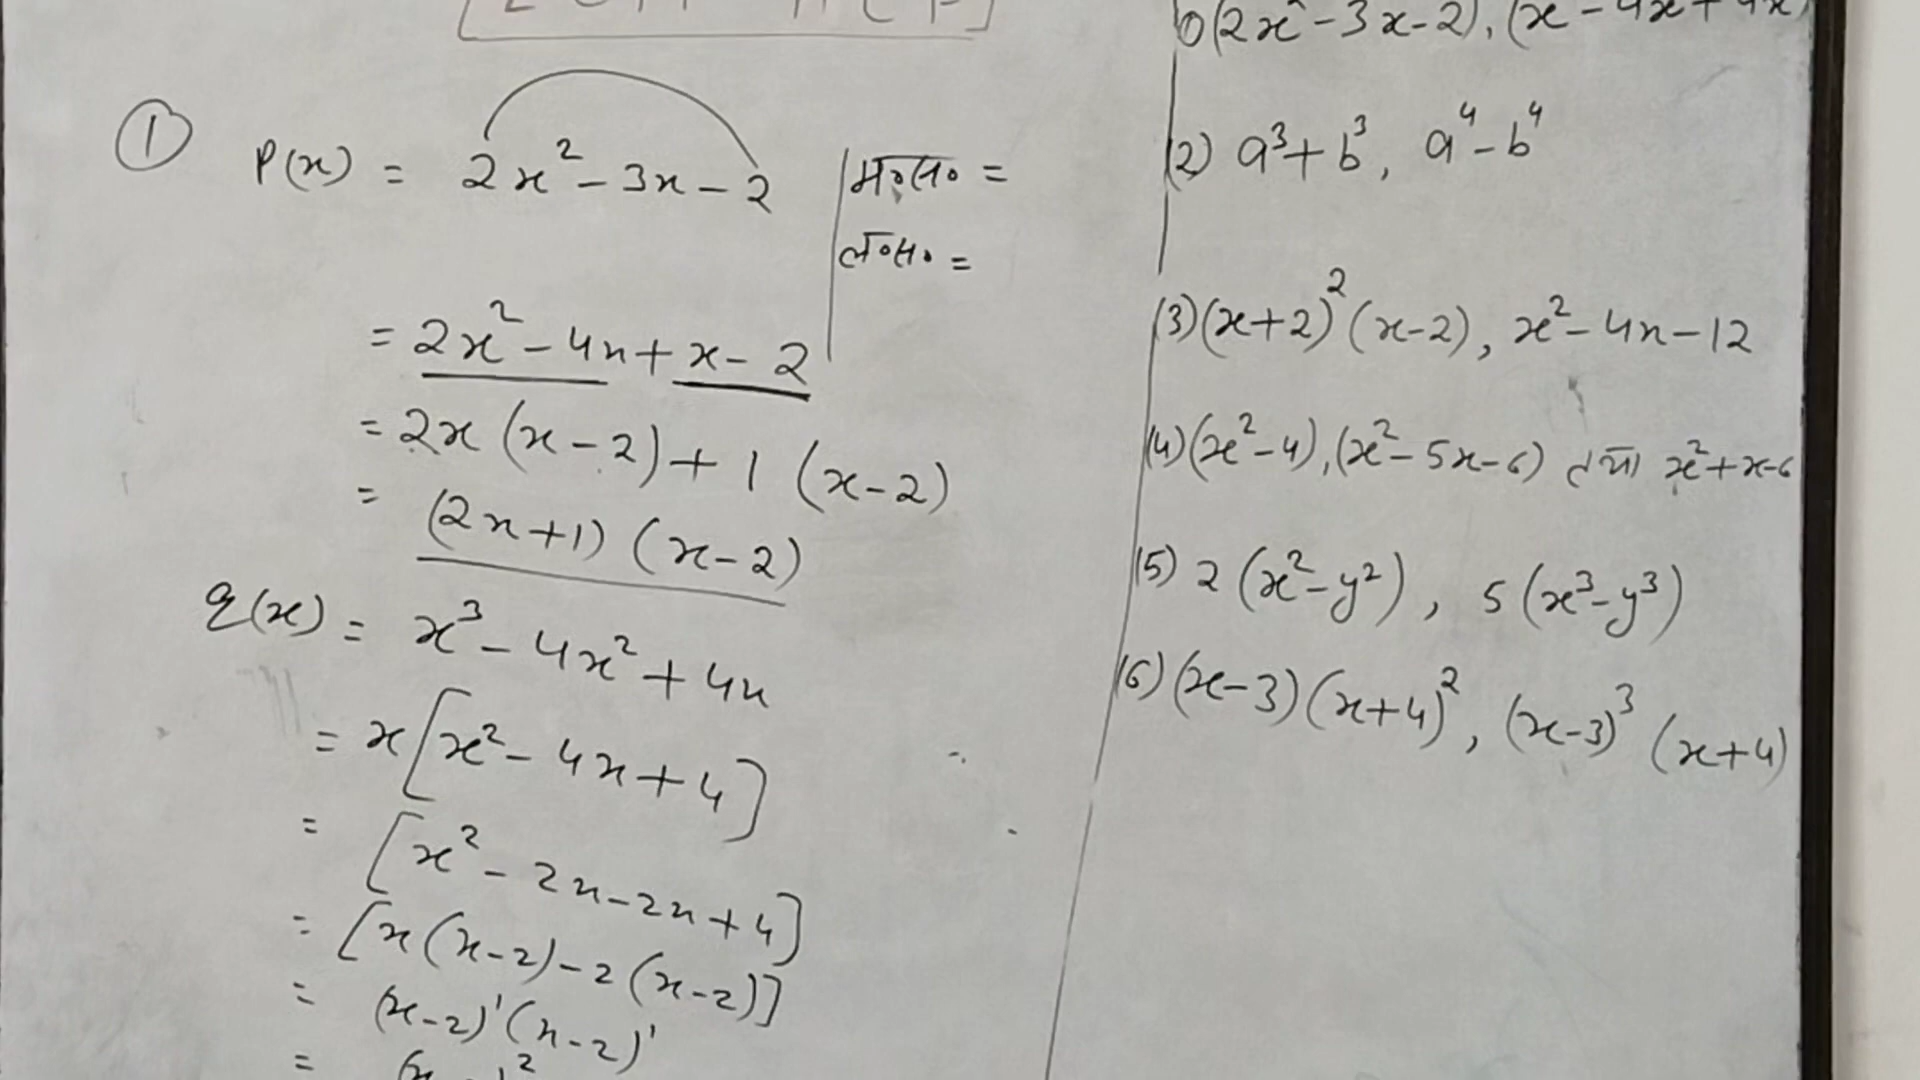 ①
P(x) = 2x² - 3x - 2
म०स० =
ल०स० =
= 2x² - 4x + x - 2
= 2x (x - 2) + 1 (x - 2)
= (2x + 1) (x - 2)
q(x) = x³ - 4x² + 4x
= x [x² - 4x + 4]
= [x² - 2x - 2x + 4]
= [x (x - 2) - 2 (x - 2)]
= (x - 2)¹ (x - 2)¹
(2x² - 3x - 2), (x
(2) a³ + b³, a⁴ - b⁴
(3) (x + 2)² (x - 2), x² - 4x - 12
(4) (x² - 4), (x² - 5x - 6) तथा x² + x - 6
(5) 2 (x² - y²), 5 (x³ - y³)
(6) (x - 3) (x + 4)², (x - 3)³ (x + 4)